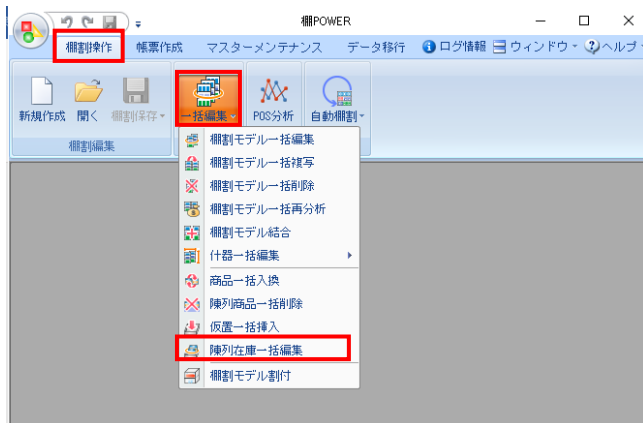 棚POWER
棚割操作 帳票作成 マスターメンテナンス データ移行 ログ情報 ウィンドウ ヘルプ
新規作成 開く 棚割保存 一括編集 POS分析 自動棚割
棚割編集
棚割モデル一括編集
棚割モデル一括複写
棚割モデル一括削除
棚割モデル一括再分析
棚割モデル結合
什器一括編集
商品一括入換
陳列商品一括削除
仮置一括挿入
陳列在庫一括編集
棚割モデル割付